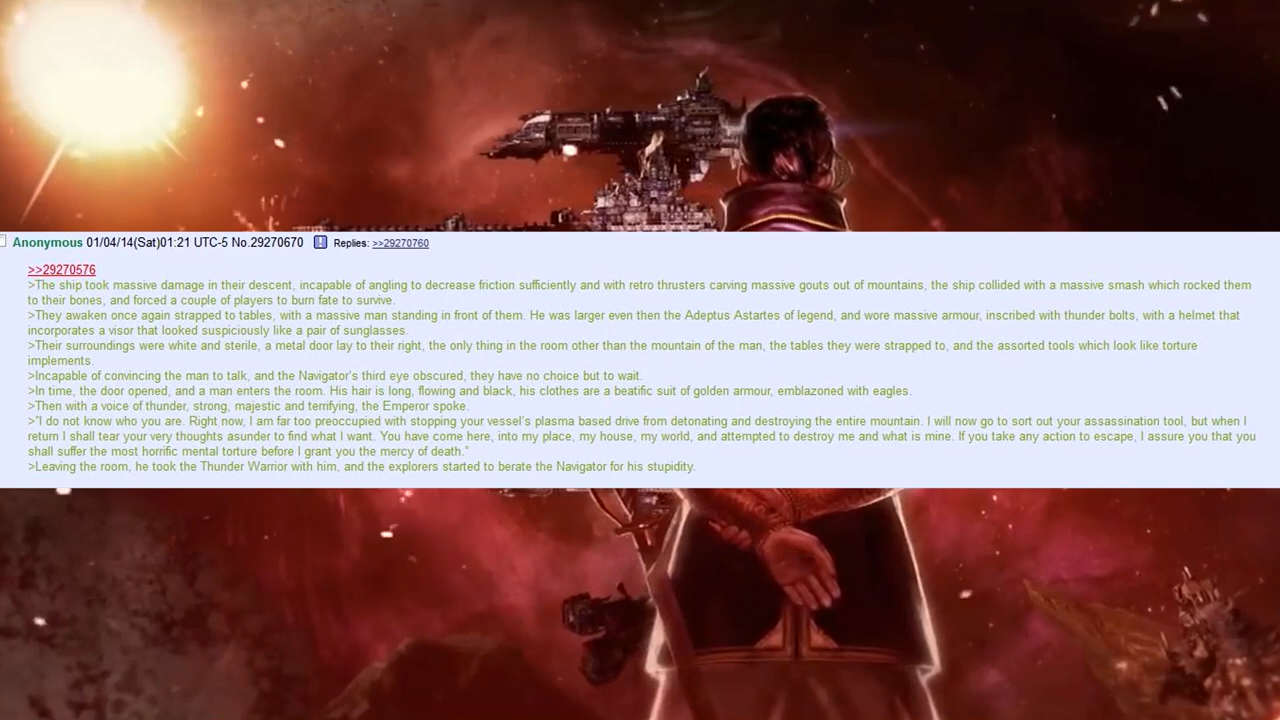 Anonymous 01/04/14(Sat)01:21 UTC-5 No.29270670 Replies: >>29270760
>>29270576
>The ship took massive damage in their descent, incapable of angling to decrease friction sufficiently and with retro thrusters carving massive gouts out of mountains, the ship collided with a massive smash which rocked them
to their bones, and forced a couple of players to burn fate to survive.
>They awaken once again strapped to tables, with a massive man standing in front of them. He was larger even then the Adeptus Astartes of legend, and wore massive armour, inscribed with thunder bolts, with a helmet that
incorporates a visor that looked suspiciously like a pair of sunglasses.
>Their surroundings were white and sterile, a metal door lay to their right, the only thing in the room other than the mountain of the man, the tables they were strapped to, and the assorted tools which look like torture
implements.
>Incapable of convincing the man to talk, and the Navigator's third eye obscured, they have no choice but to wait.
>In time, the door opened, and a man enters the room. His hair is long, flowing and black, his clothes are a beatific suit of golden armour, emblazoned with eagles.
>Then with a voice of thunder, strong, majestic and terrifying, the Emperor spoke.
>"I do not know who you are. Right now, I am far too preoccupied with stopping your vessel's plasma based drive from detonating and destroying the entire mountain. I will now go to sort out your assassination tool, but when I
return I shall tear your very thoughts asunder to find what I want. You have come here, into my place, my house, my world, and attempted to destroy me and what is mine. If you take any action to escape, I assure you that you
shall suffer the most horrific mental torture before I grant you the mercy of death."
>Leaving the room, he took the Thunder Warrior with him, and the explorers started to berate the Navigator for his stupidity.